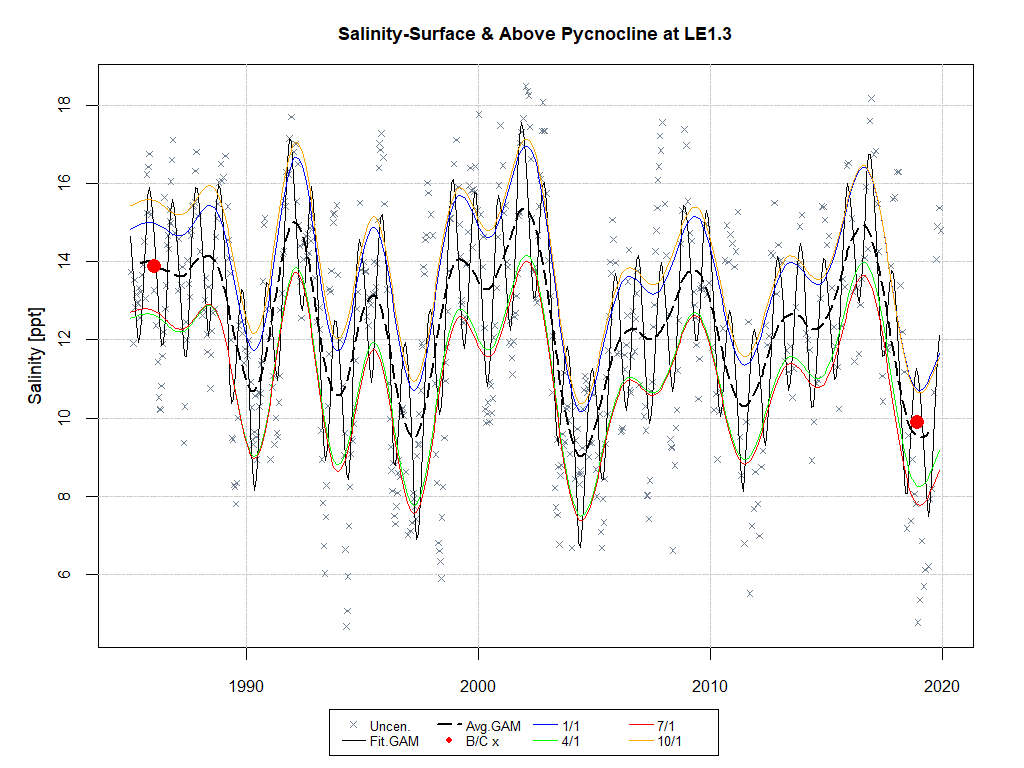 Salinity-Surface & Above Pycnocline at LE1.3
Salinity [ppt]
18
16
14
12
10
8
6
1990 2000 2010 2020
Uncen. Avg.GAM 1/1 7/1
Fit.GAM B/C x 4/1 10/1